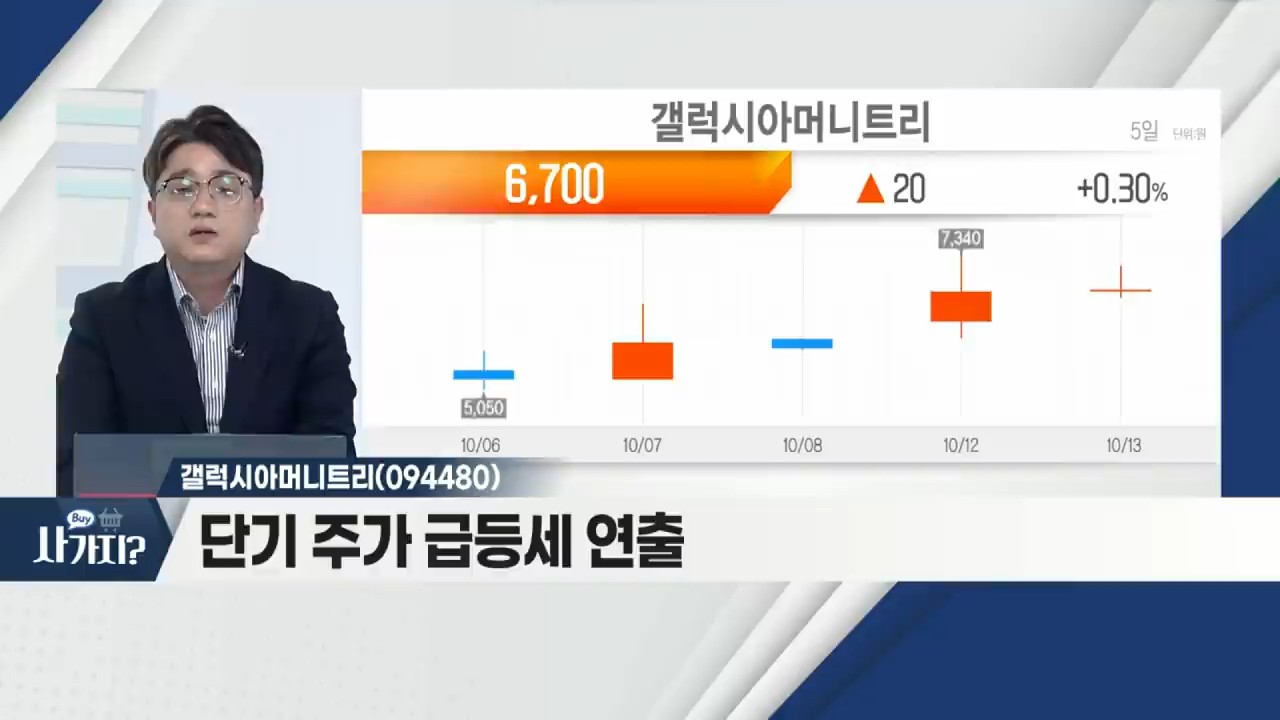 갤럭시아머니트리
5일 단위:원
6,700 ▲20 +0.30%
7,340
5,050
10/06 10/07 10/08 10/12 10/13
갤럭시아머니트리(094480)
Buy
사가지?
단기 주가 급등세 연출